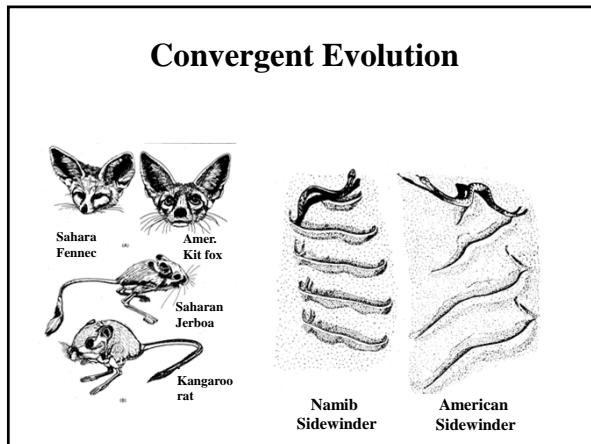 Convergent Evolution
Sahara
Fennec
Amer.
Kit fox
(A)
Saharan
Jerboa
Kangaroo
rat
(B)
Namib
Sidewinder
American
Sidewinder